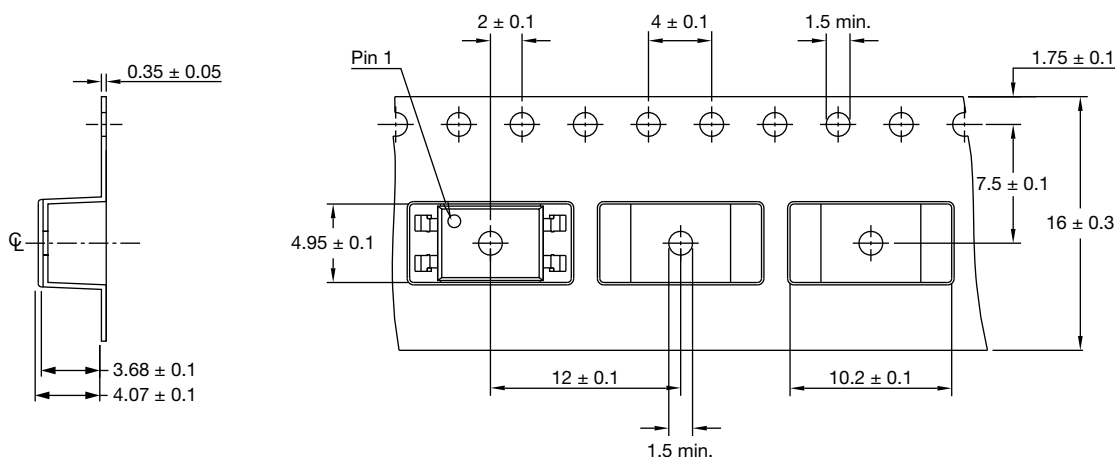 2 ± 0.1
4 ± 0.1
1.5 min.
Pin 1
0.35 ± 0.05
1.75 ± 0.1
7.5 ± 0.1
16 ± 0.3
4.95 ± 0.1
℄
3.68 ± 0.1
4.07 ± 0.1
12 ± 0.1
10.2 ± 0.1
1.5 min.